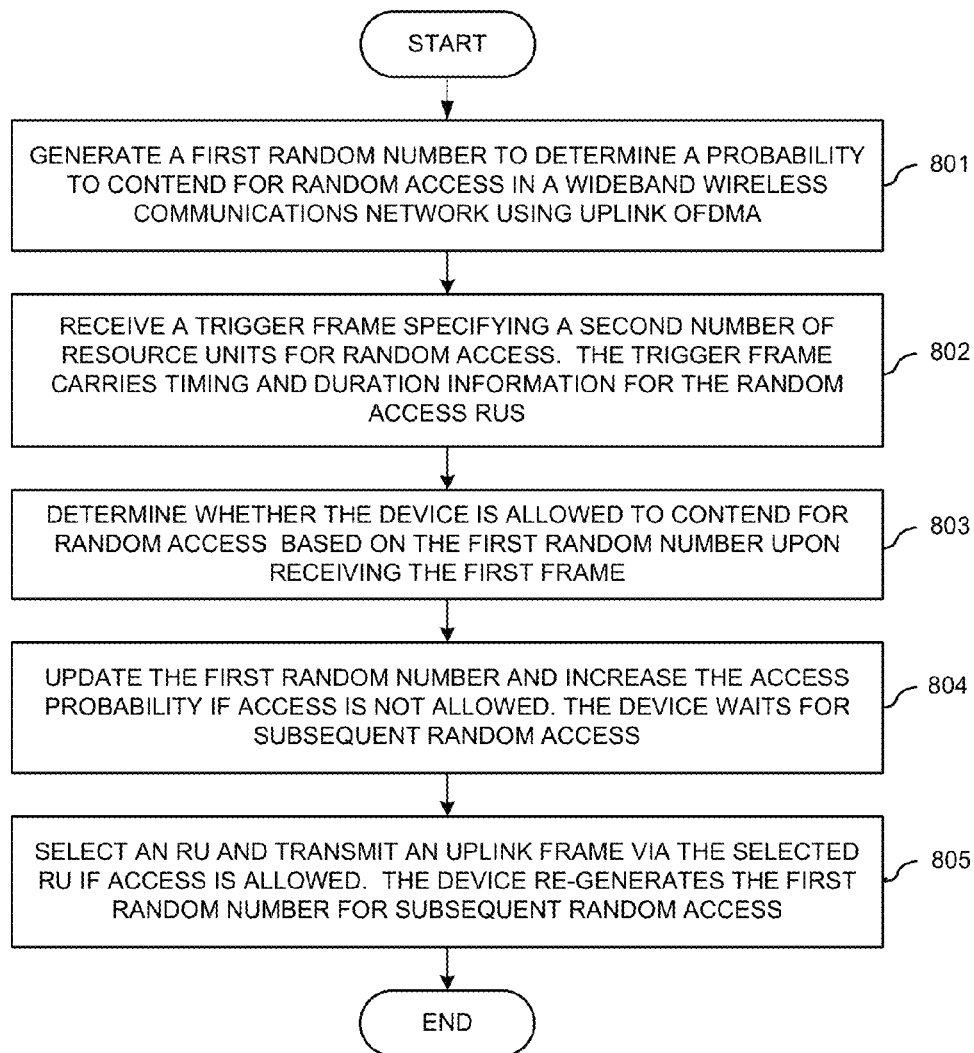 START
GENERATE A FIRST RANDOM NUMBER TO DETERMINE A PROBABILITY
TO CONTEND FOR RANDOM ACCESS IN A WIDEBAND WIRELESS
COMMUNICATIONS NETWORK USING UPLINK OFDMA
801
RECEIVE A TRIGGER FRAME SPECIFYING A SECOND NUMBER OF
RESOURCE UNITS FOR RANDOM ACCESS. THE TRIGGER FRAME
CARRIES TIMING AND DURATION INFORMATION FOR THE RANDOM
ACCESS RUS
802
DETERMINE WHETHER THE DEVICE IS ALLOWED TO CONTEND FOR
RANDOM ACCESS BASED ON THE FIRST RANDOM NUMBER UPON
RECEIVING THE FIRST FRAME
803
UPDATE THE FIRST RANDOM NUMBER AND INCREASE THE ACCESS
PROBABILITY IF ACCESS IS NOT ALLOWED. THE DEVICE WAITS FOR
SUBSEQUENT RANDOM ACCESS
804
SELECT AN RU AND TRANSMIT AN UPLINK FRAME VIA THE SELECTED
RU IF ACCESS IS ALLOWED. THE DEVICE RE-GENERATES THE FIRST
RANDOM NUMBER FOR SUBSEQUENT RANDOM ACCESS
805
END